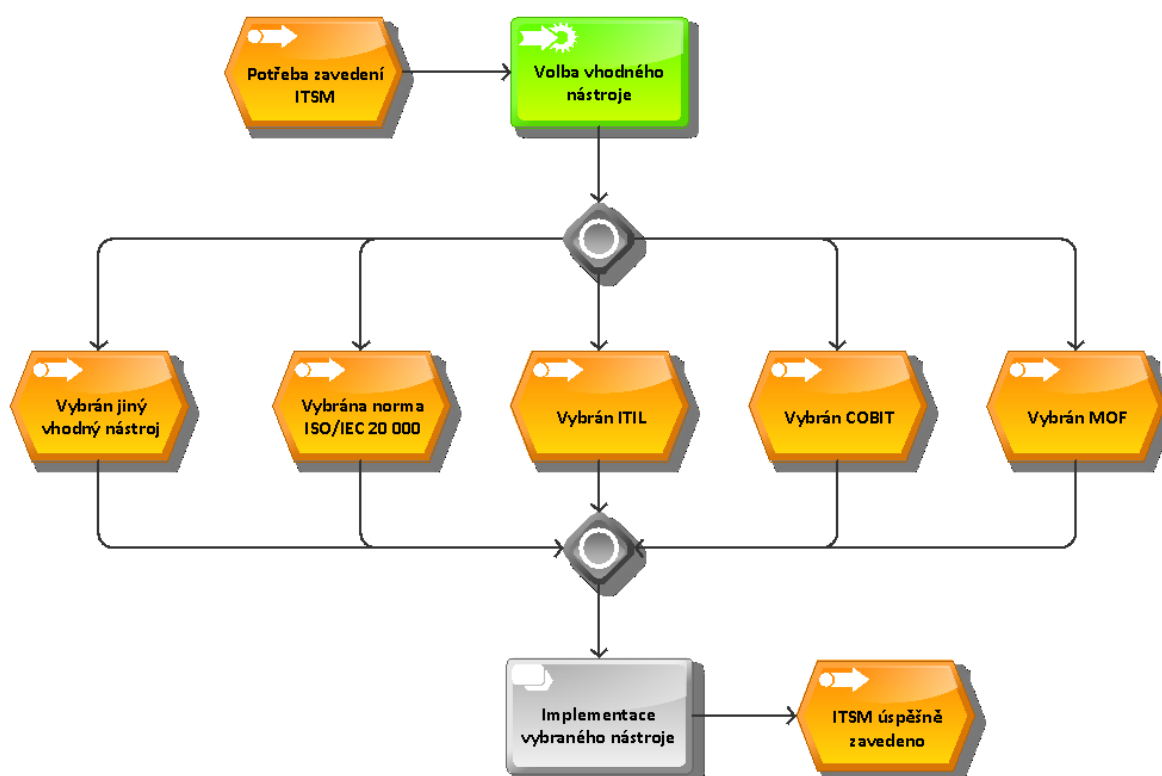 Potřeba zavedení
ITSM
Volba vhodného
nástroje
Vybrán jiný
vhodný nástroj
Vybrána norma
ISO/IEC 20 000
Vybrán ITIL
Vybrán COBIT
Vybrán MOF
Implementace
vybraného nástroje
ITSM úspěšně
zavedeno